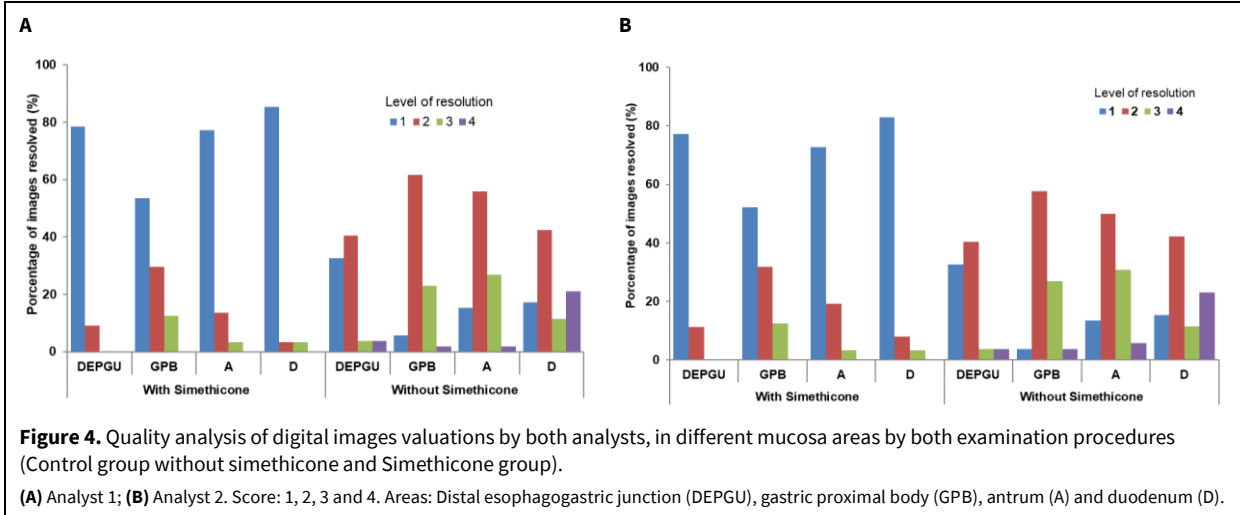 A
Porcentage of images resolved (%)
100
80
60
40
20
0
Level of resolution
1 2 3 4
DEPGU GPB A D DEPGU GPB A D
With Simethicone Without Simethicone
B
Porcentage of images resolved (%)
100
80
60
40
20
0
Level of resolution
1 2 3 4
DEPGU GPB A D DEPGU GPB A D
With Simethicone Without Simethicone
Figure 4. Quality analysis of digital images valuations by both analysts, in different mucosa areas by both examination procedures
(Control group without simethicone and Simethicone group).
(A) Analyst 1; (B) Analyst 2. Score: 1, 2, 3 and 4. Areas: Distal esophagogastric junction (DEPGU), gastric proximal body (GPB), antrum (A) and duodenum (D).